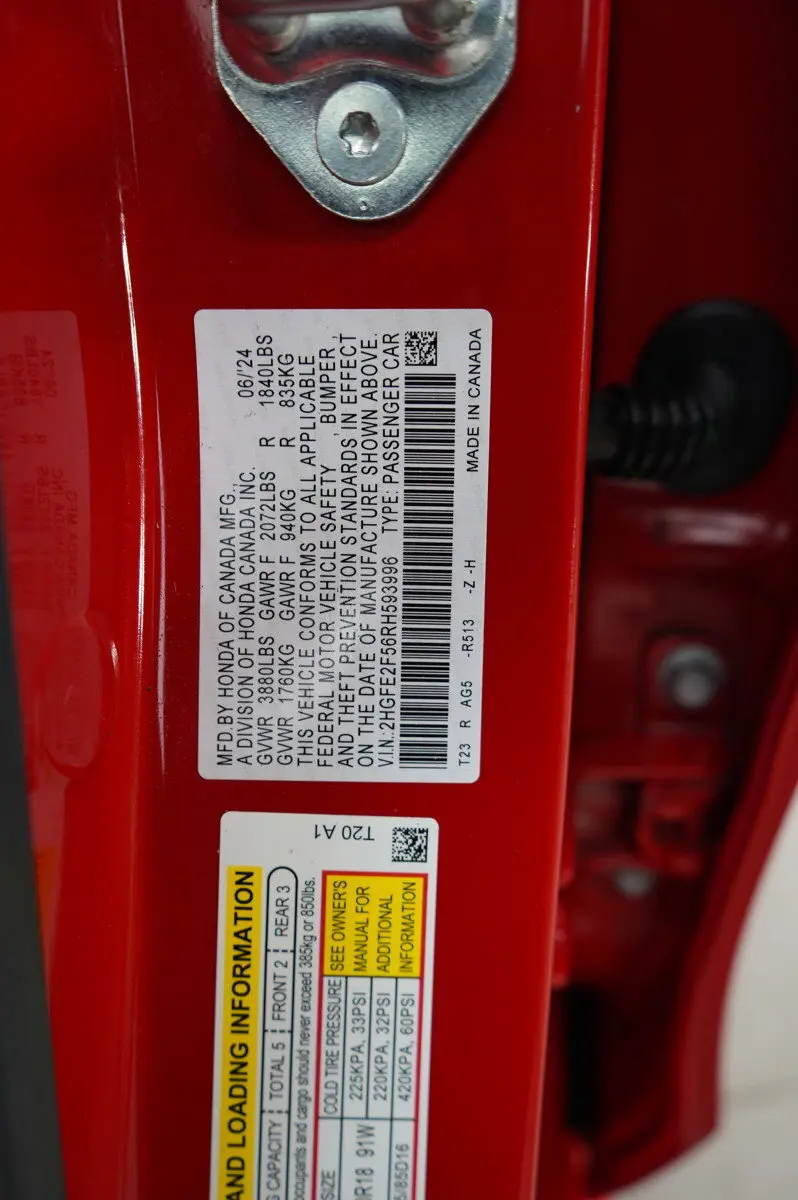 MFD.BY HONDA OF CANADA MFG.,
A DIVISION OF HONDA CANADA INC. 06/'24
GVWR 3880LBS GAWR F 2072LBS R 1840LBS
GVWR 1760KG GAWR F 940KG R 835KG
THIS VEHICLE CONFORMS TO ALL APPLICABLE
FEDERAL MOTOR VEHICLE SAFETY , BUMPER ,
AND THEFT PREVENTION STANDARDS IN EFFECT
ON THE DATE OF MANUFACTURE SHOWN ABOVE.
V.I.N.:2HGFE2F56RH593996 TYPE: PASSENGER CAR
T23 R AG5 -R513 -Z -H MADE IN CANADA
T20 A1
AND LOADING INFORMATION
G CAPACITY TOTAL 5 FRONT 2 REAR 3
occupants and cargo should never exceed 385kg or 850lbs.
SIZE COLD TIRE PRESSURE SEE OWNER'S
R18 91W 225KPA, 33PSI MANUAL FOR
220KPA, 32PSI ADDITIONAL
/85D16 420KPA, 60PSI INFORMATION